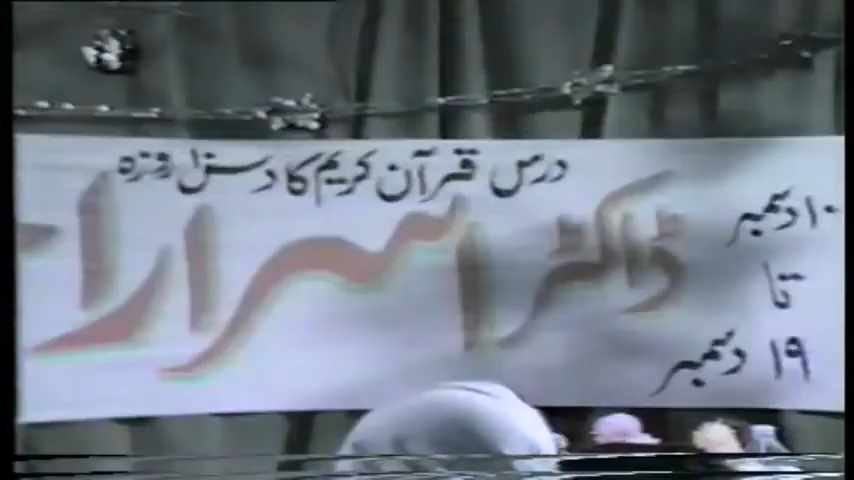 درس قرآن کریم کا دس روزہ
ڈاکٹر اسرار ا
۱۰ دسمبر
تا
۱۹ دسمبر